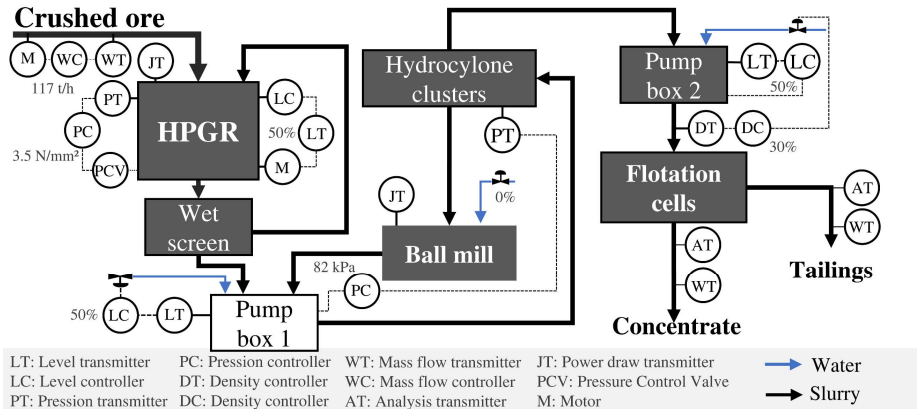 Crushed ore
M
WC
WT
JT
117 t/h
PT
PC
3.5 N/mm²
PCV
HPGR
LC
50%
LT
M
Wet
screen
50%
LC
LT
Pump
box 1
82 kPa
PC
Hydrocylone
clusters
PT
JT
0%
Ball mill
Pump
box 2
LT
LC
50%
DT
DC
30%
Flotation
cells
AT
WT
AT
WT
Tailings
Concentrate
LT: Level transmitter PC: Pression controller WT: Mass flow transmitter JT: Power draw transmitter Water
LC: Level controller DT: Density controller WC: Mass flow controller PCV: Pressure Control Valve
PT: Pression transmitter DC: Density controller AT: Analysis transmitter M: Motor Slurry